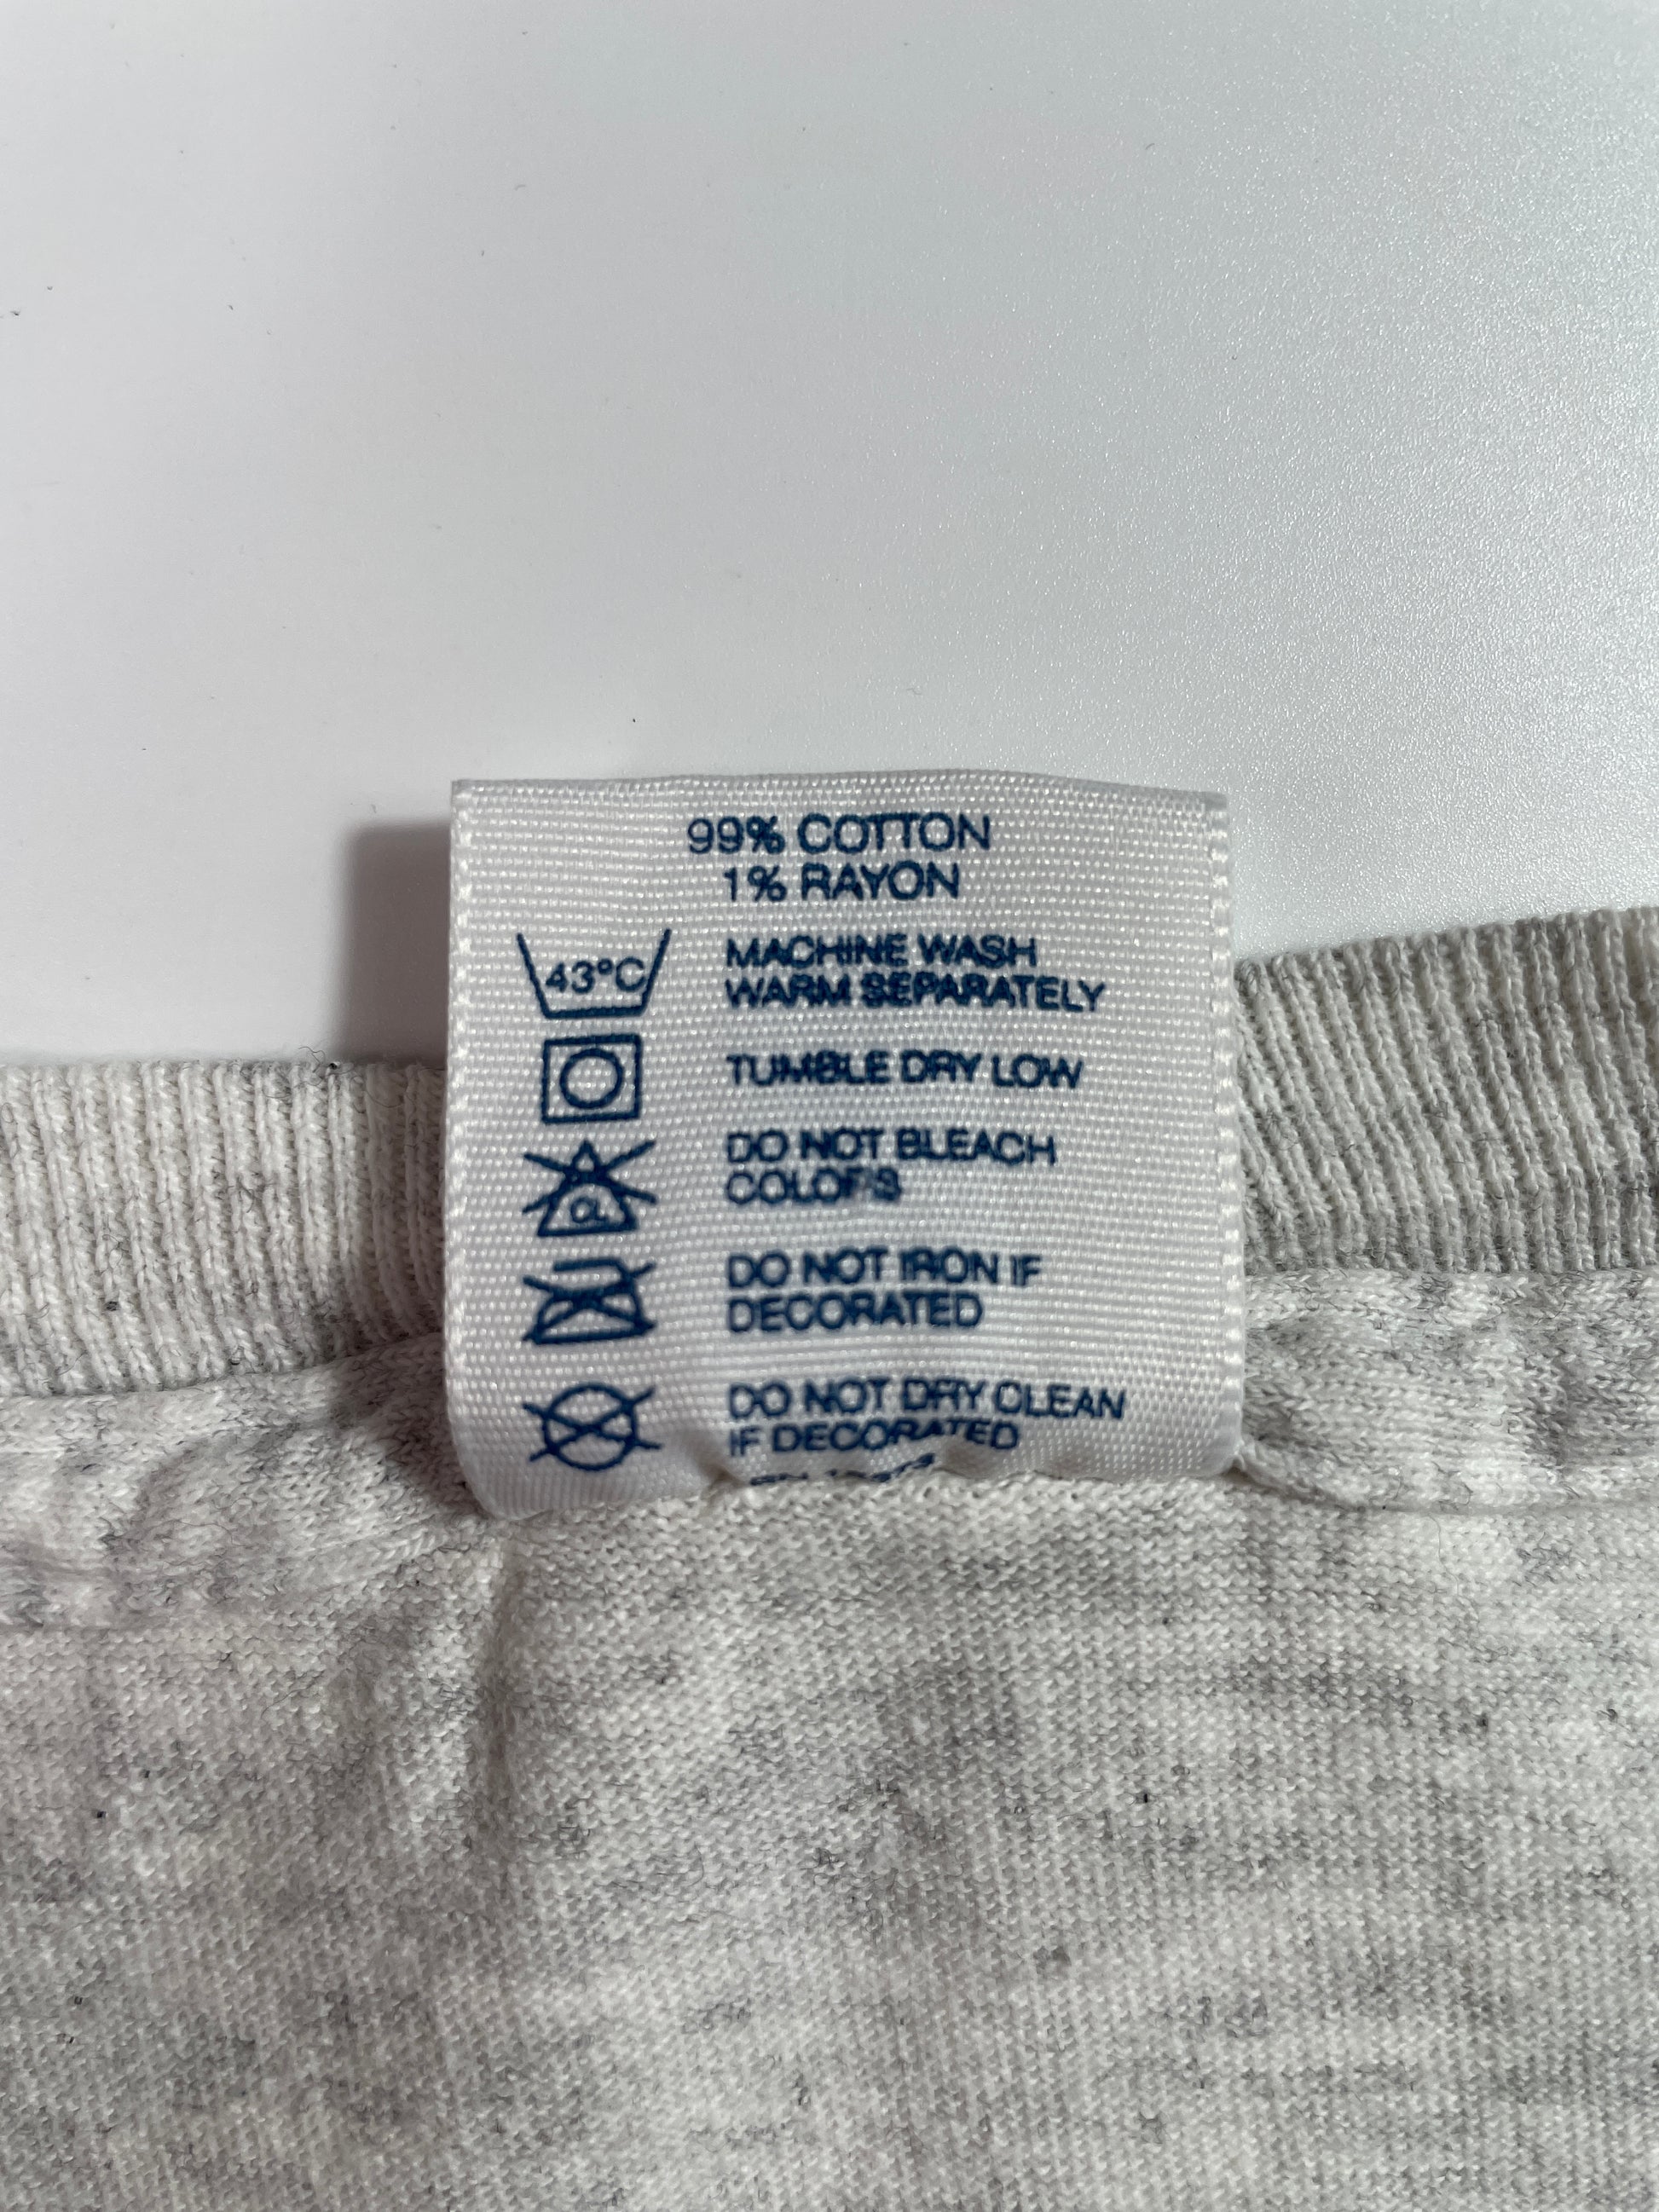 99% COTTON
1% RAYON
43°C
MACHINE WASH
WARM SEPARATELY
TUMBLE DRY LOW
DO NOT BLEACH
CL
COLORS
DO NOT IRON IF
DECORATED
DO NOT DRY CLEAN
IF DECORATED